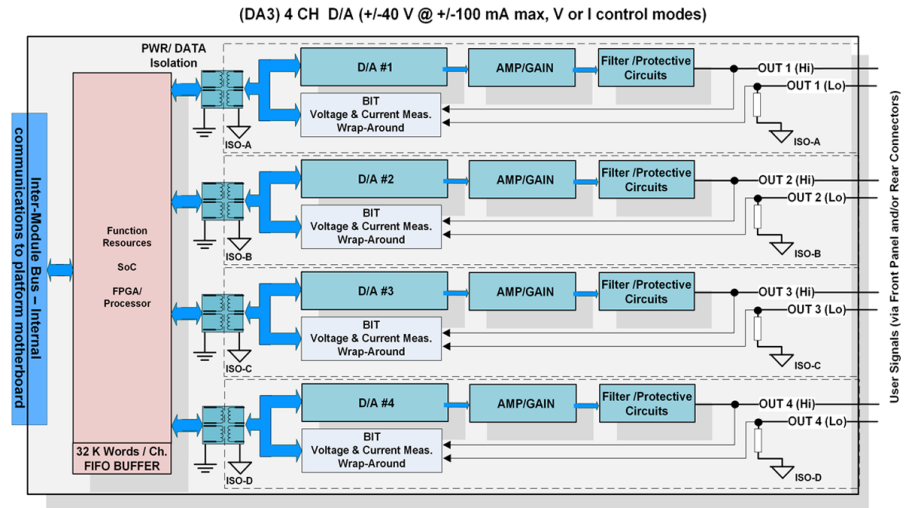 (DA3) 4 CH D/A (+/-40 V @ +/-100 mA max, V or I control modes)
PWR/ DATA
Isolation
Inter-Module Bus – Internal
communications to platform motherboard
Function
Resources
SoC
FPGA/
Processor
32 K Words / Ch.
FIFO BUFFER
D/A #1
AMP/GAIN
Filter /Protective
Circuits
OUT 1 (Hi)
OUT 1 (Lo)
BIT
Voltage & Current Meas.
Wrap-Around
ISO-A
ISO-A
D/A #2
AMP/GAIN
Filter /Protective
Circuits
OUT 2 (Hi)
OUT 2 (Lo)
BIT
Voltage & Current Meas.
Wrap-Around
ISO-B
ISO-B
D/A #3
AMP/GAIN
Filter /Protective
Circuits
OUT 3 (Hi)
OUT 3 (Lo)
BIT
Voltage & Current Meas.
Wrap-Around
ISO-C
ISO-C
D/A #4
AMP/GAIN
Filter /Protective
Circuits
OUT 4 (Hi)
OUT 4 (Lo)
BIT
Voltage & Current Meas.
Wrap-Around
ISO-D
ISO-D
User Signals (via Front Panel and/or Rear Connectors)